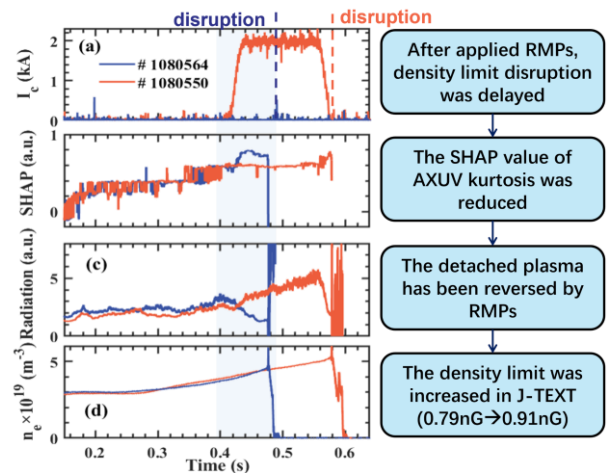 disruption
disruption
(a)
# 1080564
# 1080550
I_c (kA)
2
1
0
SHAP (a.u.)
1
0
Radiation (a.u.)
(c)
5
0
n_e×10^19 (m^-3)
(d)
5
0
0.2
0.3
0.4
0.5
0.6
Time (s)
After applied RMPs,
density limit disruption
was delayed
The SHAP value of
AXUV kurtosis was
reduced
The detached plasma
has been reversed by
RMPs
The density limit was
increased in J-TEXT
(0.79nG→0.91nG)